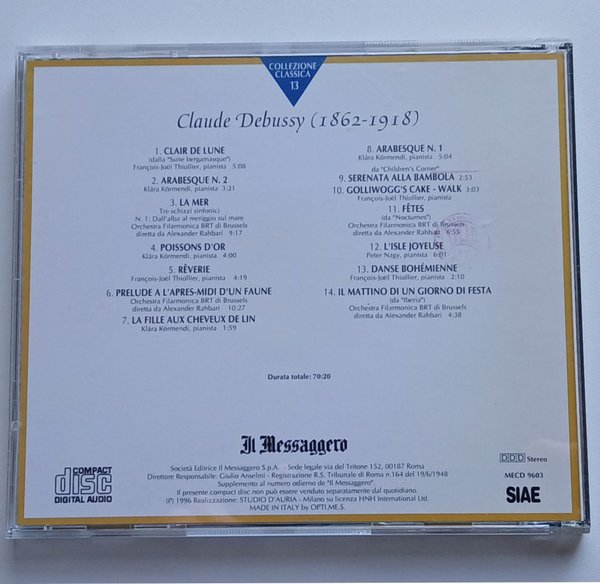 COLLEZIONE
CLASSICA
13
Claude Debussy (1862-1918)
1. CLAIR DE LUNE
(dalla "Suite bergamasque")
François-Joël Thiollier, pianista 5:08
2. ARABESQUE N. 2
Klára Körmendi, pianista 3:21
3. LA MER
Tre schizzi sinfonici
N. 1: Dall'alba al meriggio sul mare
Orchestra Filarmonica BRT di Brussels
diretta da Alexander Rahbari 9:17
4. POISSONS D'OR
Klára Körmendi, pianista 4:00
5. RÊVERIE
François-Joël Thiollier, pianista 4:19
6. PRELUDE A L'APRES-MIDI D'UN FAUNE
Orchestra Filarmonica BRT di Brussels
diretta da Alexander Rahbari 10:27
7. LA FILLE AUX CHEVEUX DE LIN
Klára Körmendi, pianista 1:59
8. ARABESQUE N. 1
Klára Körmendi, pianista 5:04
da "Children's Corner"
9. SERENATA ALLA BAMBOLA 2:53
10. GOLLIWOGG'S CAKE - WALK 3:03
François-Joël Thiollier, pianista
11. FÊTES
(da "Nocturnes")
Orchestra Filarmonica BRT di Brussels
diretta da Alexander Rahbari 6:55
12. L'ISLE JOYEUSE
Peter Nagy, pianista 6:01
13. DANSE BOHÉMIENNE
François-Joël Thiollier, pianista 2:10
14. IL MATTINO DI UN GIORNO DI FESTA
(da "Iberia")
Orchestra Filarmonica BRT di Brussels
diretta da Alexander Rahbari 4:38
Durata totale: 70:20
Il Messaggero
COMPACT
disc
DIGITAL AUDIO
Società Editrice Il Messaggero S.p.A. - Sede legale via del Tritone 152, 00187 Roma
Direttore Responsabile: Giulio Anselmi - Registrazione R.S. Tribunale di Roma n.164 del 19/6/1948
Supplemento al numero odierno de "Il Messaggero".
Il presente compact disc non può essere venduto separatamente dal quotidiano.
(P) 1996 Realizzazione: STUDIO D'AURIA - Milano su licenza HNH International Ltd.
MADE IN ITALY by OPTI.ME.S.
DDD Stereo
MECD 9603
SIAE